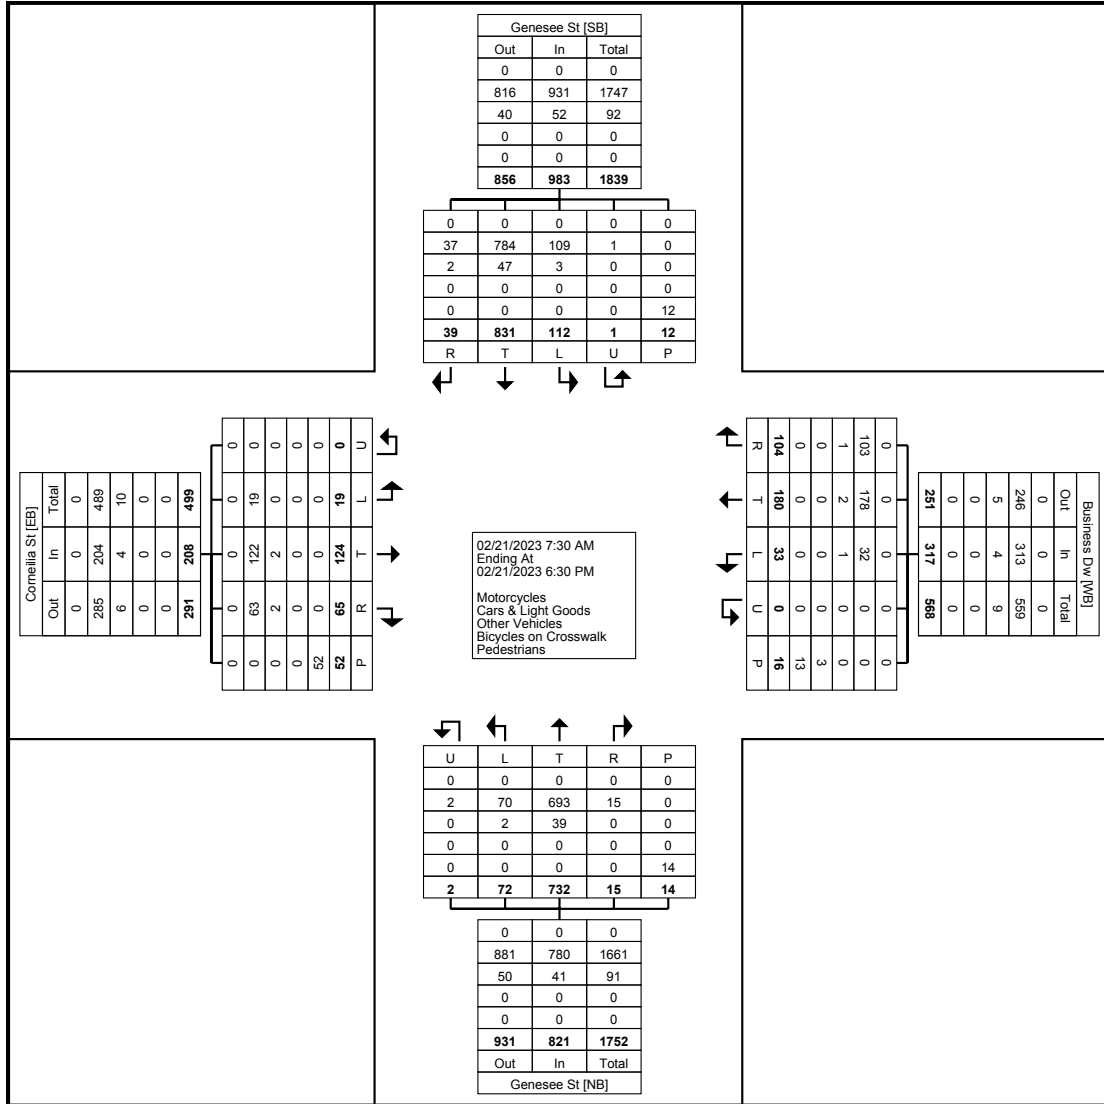 Genesee St [SB]
Out In Total
0 0 0
816 931 1747
40 52 92
0 0 0
0 0 0
856 983 1839
0 0 0 0 0
37 784 109 1 0
2 47 3 0 0
0 0 0 0 0
0 0 0 0 12
39 831 112 1 12
R T L U P
Corneilia St [EB]
Total In Out
0 0 0
489 204 285
10 4 6
0 0 0
0 0 0
499 208 291
0 0 0 0 0
0 19 122 63 0
0 0 2 2 0
0 0 0 0 0
0 0 0 0 52
0 19 124 65 52
U L T R P
02/21/2023 7:30 AM
Ending At
02/21/2023 6:30 PM
Motorcycles
Cars & Light Goods
Other Vehicles
Bicycles on Crosswalk
Pedestrians
Business Dw [WB]
Out In Total
0 0 0
246 313 559
5 4 9
0 0 0
0 0 0
251 317 568
0 0 0 0 0
103 178 32 0 0
1 2 1 0 0
0 0 0 0 3
0 0 0 0 13
104 180 33 0 16
R T L U P
U L T R P
0 0 0 0 0
2 70 693 15 0
0 2 39 0 0
0 0 0 0 0
0 0 0 0 14
2 72 732 15 14
0 0 0
881 780 1661
50 41 91
0 0 0
0 0 0
931 821 1752
Out In Total
Genesee St [NB]